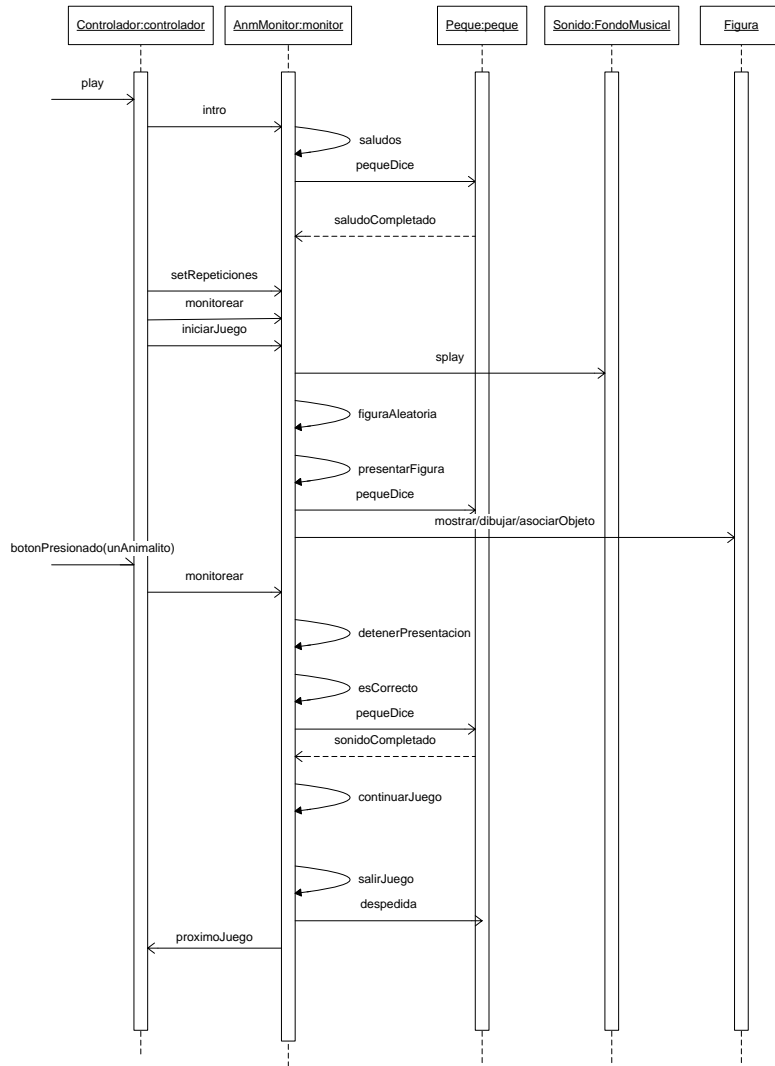 Controlador:controlador
AnmMonitor:monitor
Peque:peque
Sonido:FondoMusical
Figura
play
intro
saludos
pequeDice
saludoCompletado
setRepeticiones
monitorear
iniciarJuego
splay
figuraAleatoria
presentarFigura
pequeDice
mostrar/dibujar/asociarObjeto
botonPresionado(unAnimalito)
monitorear
detenerPresentacion
esCorrecto
pequeDice
sonidoCompletado
continuarJuego
salirJuego
despedida
proximoJuego